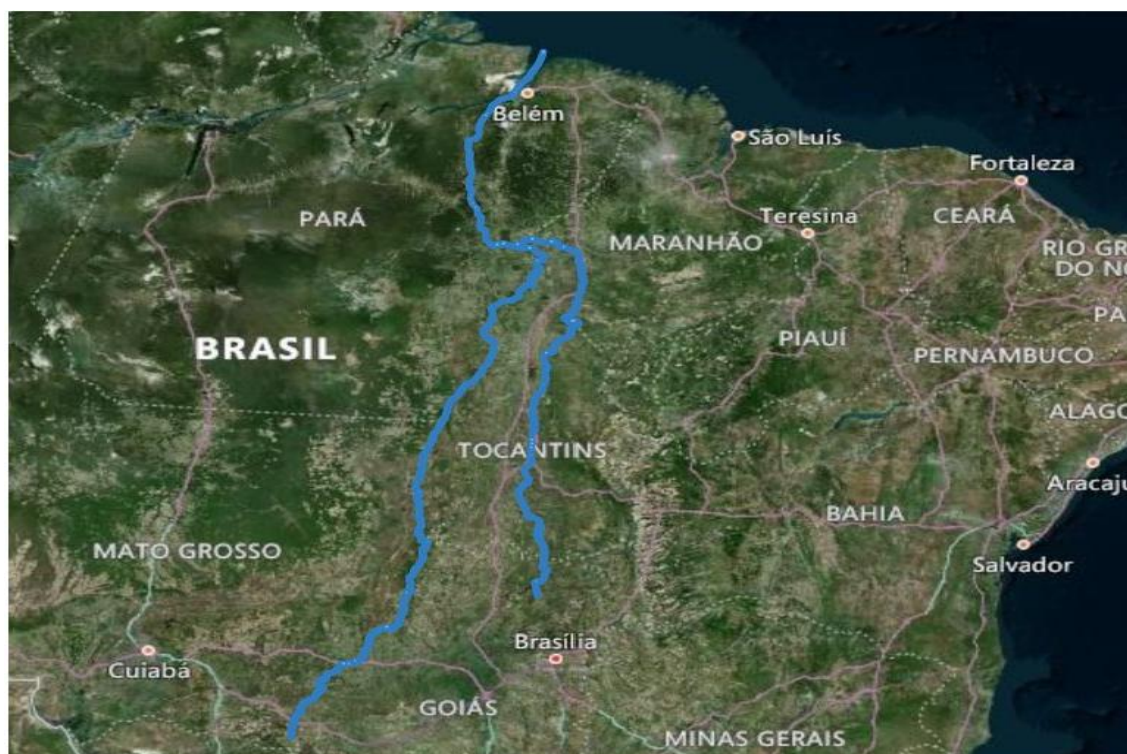 Belém
São Luís
Fortaleza
PARÁ
Teresina
CEARÁ
MARANHÃO
RIO GR
DO NO
PA
BRASIL
PIAUÍ
PERNAMBUCO
ALAGO
TOCANTINS
Aracaju
BAHIA
MATO GROSSO
Salvador
Brasília
Cuiabá
GOIÁS
MINAS GERAIS